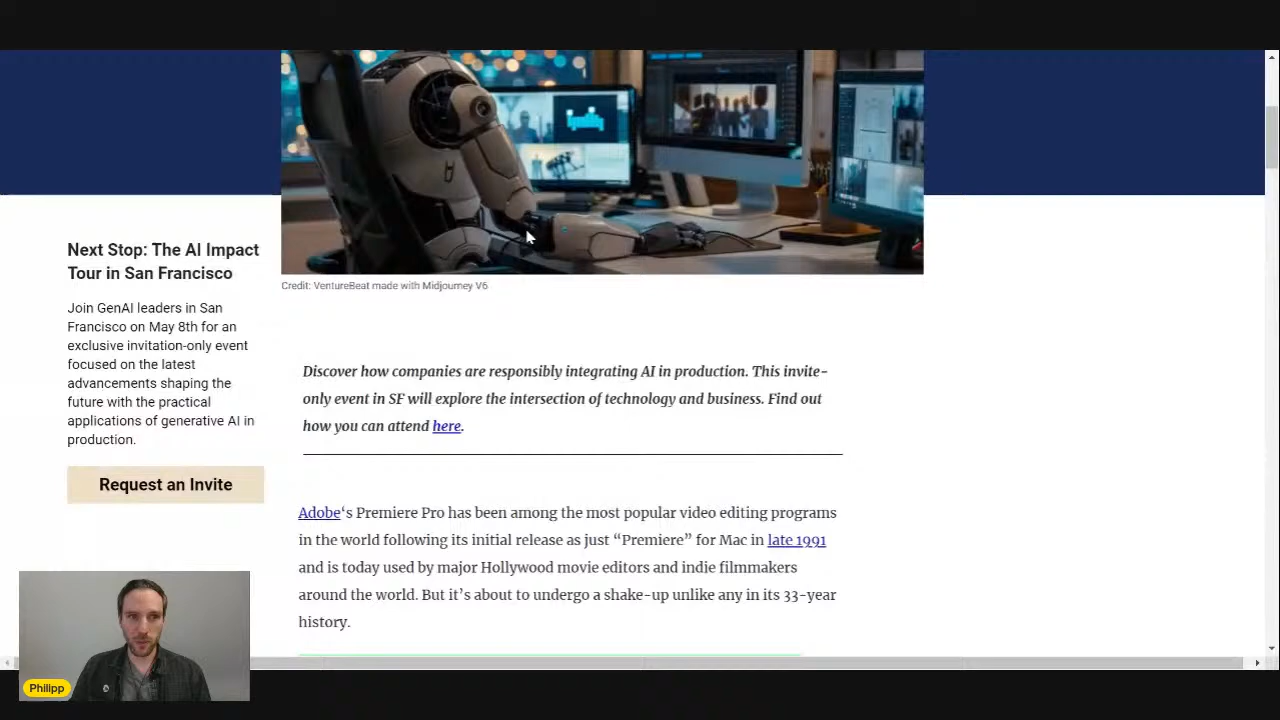 Credit: VentureBeat made with Midjourney V6
Next Stop: The AI Impact
Tour in San Francisco
Join GenAI leaders in San
Francisco on May 8th for an
exclusive invitation-only event
focused on the latest
advancements shaping the
future with the practical
applications of generative AI in
production.
Request an Invite
Discover how companies are responsibly integrating AI in production. This invite-
only event in SF will explore the intersection of technology and business. Find out
how you can attend here.
Adobe‘s Premiere Pro has been among the most popular video editing programs
in the world following its initial release as just “Premiere” for Mac in late 1991
and is today used by major Hollywood movie editors and indie filmmakers
around the world. But it’s about to undergo a shake-up unlike any in its 33-year
history.
Philipp